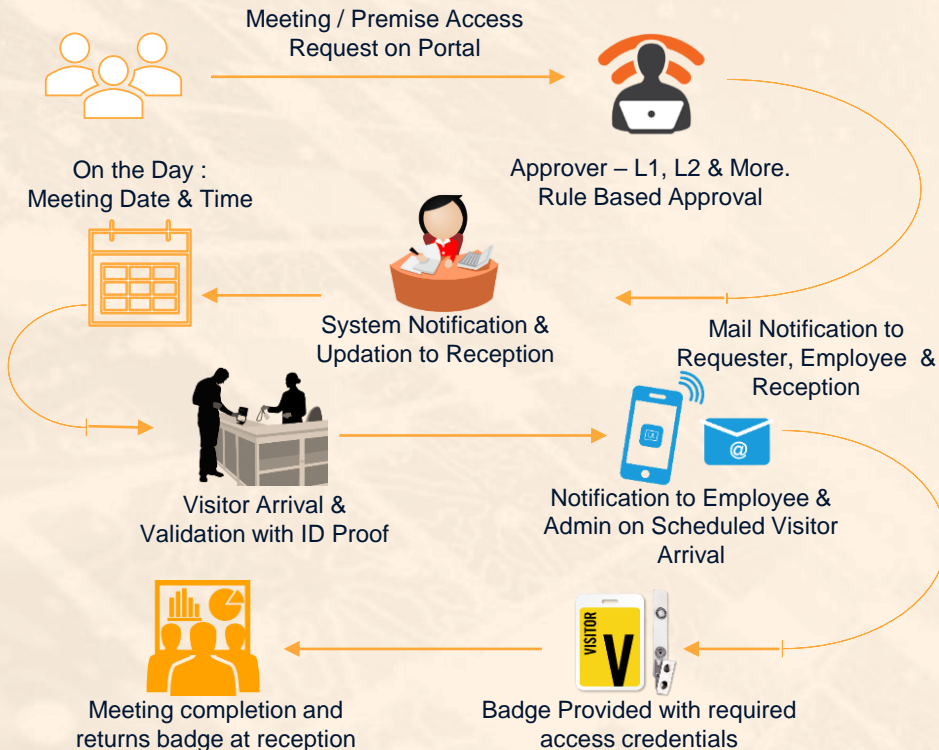 Meeting / Premise Access
Request on Portal
Approver – L1, L2 & More.
Rule Based Approval
On the Day :
Meeting Date & Time
System Notification &
Updation to Reception
Mail Notification to
Requester, Employee &
Reception
@
Visitor Arrival &
Validation with ID Proof
Notification to Employee &
Admin on Scheduled Visitor
Arrival
VISITOR
V
Meeting completion and
returns badge at reception
Badge Provided with required
access credentials